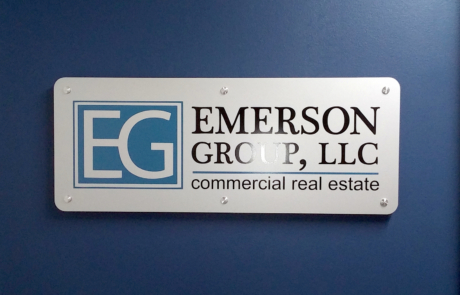 EG
EMERSON
GROUP, LLC
commercial real estate